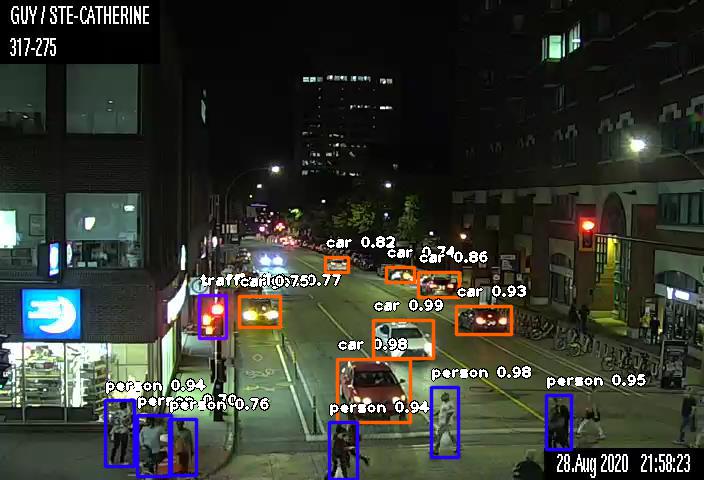 GUY / STE-CATHERINE
317-275
car 0.82
car 0.74
car 0.86
car 0.75
0.77
car 0.93
car 0.99
car 0.98
person 0.98
person 0.95
person 0.94
person 0.76
person 0.94
28.Aug 2020 21:58:23